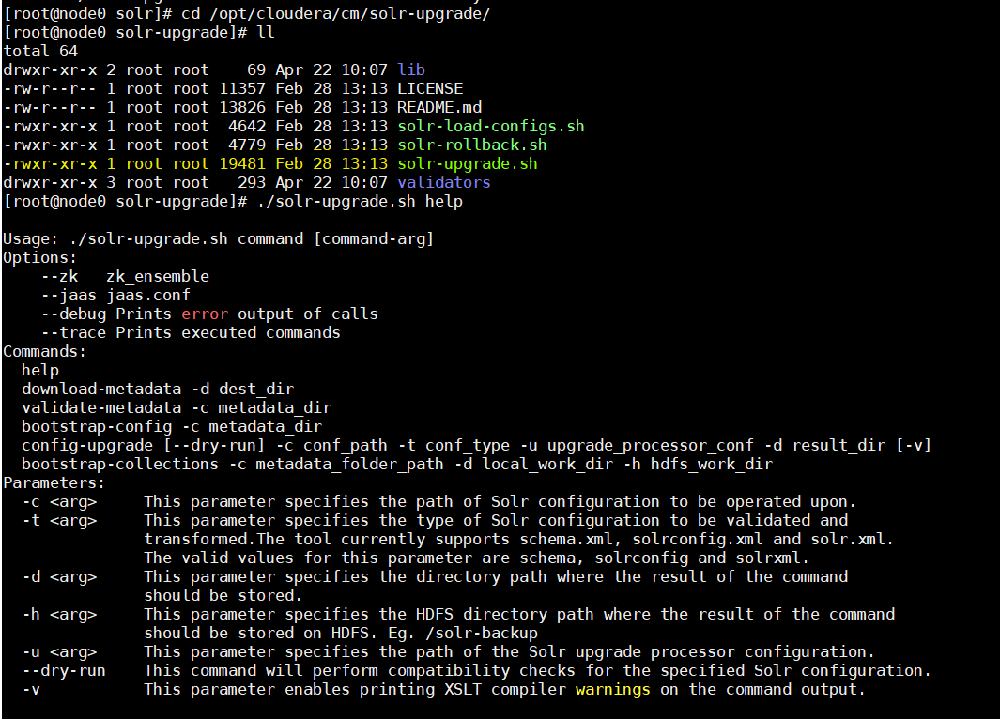 [root@node0 solr]# cd /opt/cloudera/cm/solr-upgrade/
[root@node0 solr-upgrade]# ll
total 64
drwxr-xr-x 2 root root    69 Apr 22 10:07 lib
-rw-r--r-- 1 root root 11357 Feb 28 13:13 LICENSE
-rw-r--r-- 1 root root 13826 Feb 28 13:13 README.md
-rwxr-xr-x 1 root root  4642 Feb 28 13:13 solr-load-configs.sh
-rwxr-xr-x 1 root root  4779 Feb 28 13:13 solr-rollback.sh
-rwxr-xr-x 1 root root 19481 Feb 28 13:13 solr-upgrade.sh
drwxr-xr-x 3 root root   293 Apr 22 10:07 validators
[root@node0 solr-upgrade]# ./solr-upgrade.sh help

Usage: ./solr-upgrade.sh command [command-arg]
Options:
    --zk   zk_ensemble
    --jaas jaas.conf
    --debug Prints error output of calls
    --trace Prints executed commands
Commands:
  help
  download-metadata -d dest_dir
  validate-metadata -c metadata_dir
  bootstrap-config -c metadata_dir
  config-upgrade [--dry-run] -c conf_path -t conf_type -u upgrade_processor_conf -d result_dir [-v]
  bootstrap-collections -c metadata_folder_path -d local_work_dir -h hdfs_work_dir
Parameters:
  -c <arg>     This parameter specifies the path of Solr configuration to be operated upon.
  -t <arg>     This parameter specifies the type of Solr configuration to be validated and
               transformed.The tool currently supports schema.xml, solrconfig.xml and solr.xml.
               The valid values for this parameter are schema, solrconfig and solrxml.
  -d <arg>     This parameter specifies the directory path where the result of the command
               should be stored.
  -h <arg>     This parameter specifies the HDFS directory path where the result of the command
               should be stored on HDFS. Eg. /solr-backup
  -u <arg>     This parameter specifies the path of the Solr upgrade processor configuration.
  --dry-run    This command will perform compatibility checks for the specified Solr configuration.
  -v           This parameter enables printing XSLT compiler warnings on the command output.